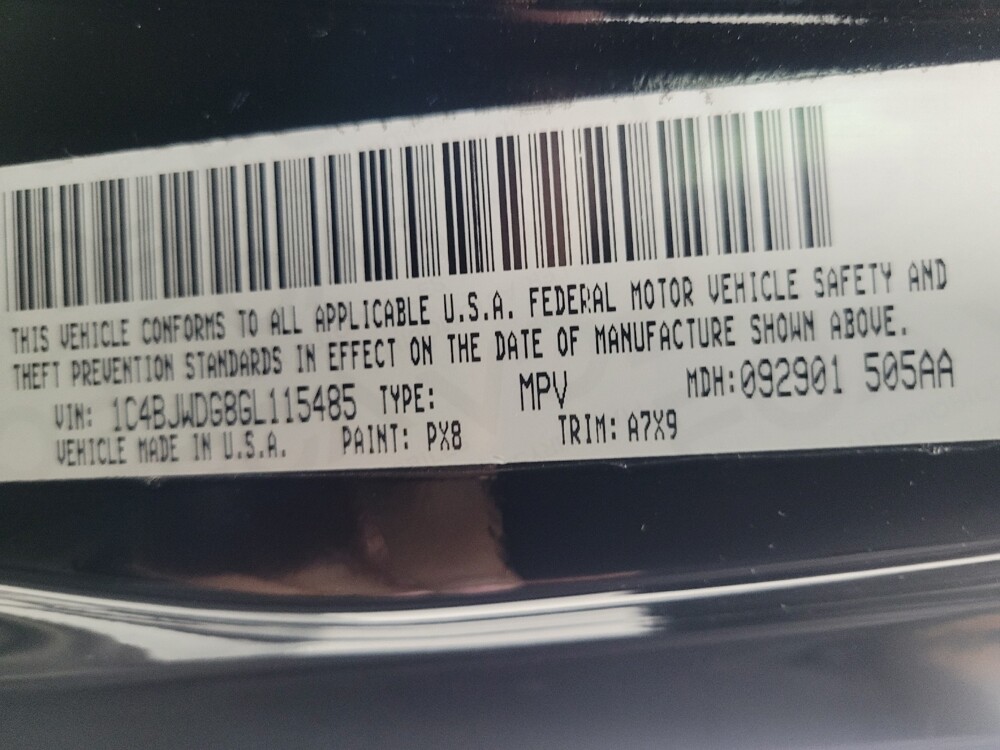 THIS VEHICLE CONFORMS TO ALL APPLICABLE U.S.A. FEDERAL MOTOR VEHICLE SAFETY AND
THEFT PREVENTION STANDARDS IN EFFECT ON THE DATE OF MANUFACTURE SHOWN ABOVE.
VIN: 1C4BJWDG8GL115485 TYPE: MPV MDH:092901 505AA
VEHICLE MADE IN U.S.A. PAINT: PX8 TRIM: A7X9